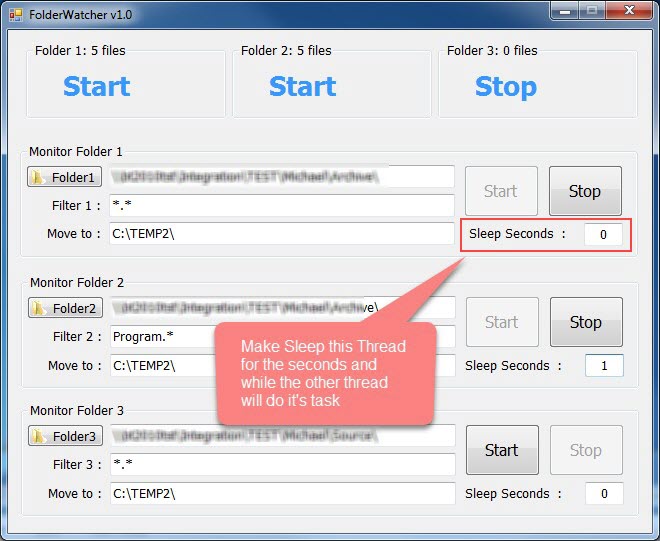 FolderWatcher v1.0
Folder 1: 5 files
Folder 2: 5 files
Folder 3: 0 files
Start
Start
Stop
Monitor Folder 1
Folder1
Start
Stop
Filter 1 :
*.*
Move to :
C:\TEMP2\
Sleep Seconds :
0
Monitor Folder 2
Folder2
Start
Stop
Filter 2 :
Program.*
Move to :
C:\TEMP2\
Sleep Seconds :
1
Make Sleep this Thread
for the seconds and
while the other thread
will do it's task
Monitor Folder 3
Folder3
Start
Stop
Filter 3 :
*.*
Move to :
C:\TEMP2\
Sleep Seconds :
0